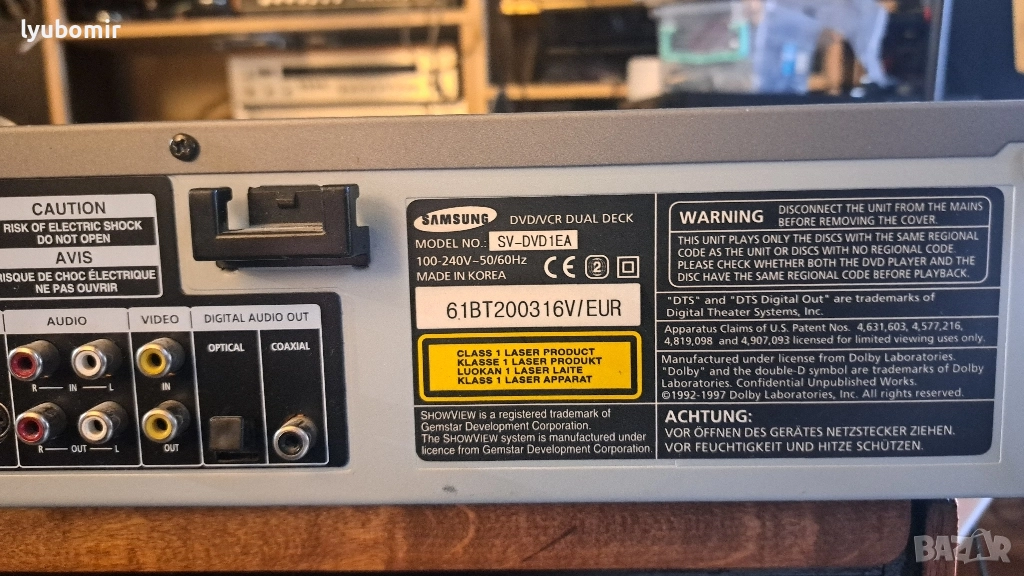 lyubomir
CAUTION
RISK OF ELECTRIC SHOCK
DO NOT OPEN
AVIS
RISQUE DE CHOC ÉLECTRIQUE
NE PAS OUVRIR
AUDIO
VIDEO
DIGITAL AUDIO OUT
OPTICAL
COAXIAL
R IN L
IN
R OUT L
OUT
SAMSUNG DVD/VCR DUAL DECK
MODEL NO.: SV-DVD1EA
100-240V~50/60Hz
MADE IN KOREA
CE 2
6.1BT200316V/EUR
CLASS 1 LASER PRODUCT
KLASSE 1 LASER PRODUKT
LUOKAN 1 LASER LAITE
KLASS 1 LASER APPARAT
SHOWVIEW is a registered trademark of
Gemstar Development Corporation.
The SHOWVIEW system is manufactured under
licence from Gemstar Development Corporation.
WARNING DISCONNECT THE UNIT FROM THE MAINS
BEFORE REMOVING THE COVER.
THIS UNIT PLAYS ONLY THE DISCS WITH THE SAME REGIONAL
CODE AS THE UNIT OR DISCS WITH NO REGIONAL CODE
PLEASE CHECK WHETHER BOTH THE DVD PLAYER AND THE
DISC HAVE THE SAME REGIONAL CODE BEFORE PLAYBACK.
"DTS" and "DTS Digital Out" are trademarks of
Digital Theater Systems, Inc.
Apparatus Claims of U.S. Patent Nos. 4,631,603, 4,577,216,
4,819,098 and 4,907,093 licensed for limited viewing uses only.
Manufactured under license from Dolby Laboratories.
"Dolby" and the double-D symbol are trademarks of Dolby
Laboratories. Confidential Unpublished Works.
©1992-1997 Dolby Laboratories, Inc. All rights reserved.
ACHTUNG:
VOR ÖFFNEN DES GERÄTES NETZSTECKER ZIEHEN.
VOR FEUCHTIGKEIT UND HITZE SCHÜTZEN.
BAZAR